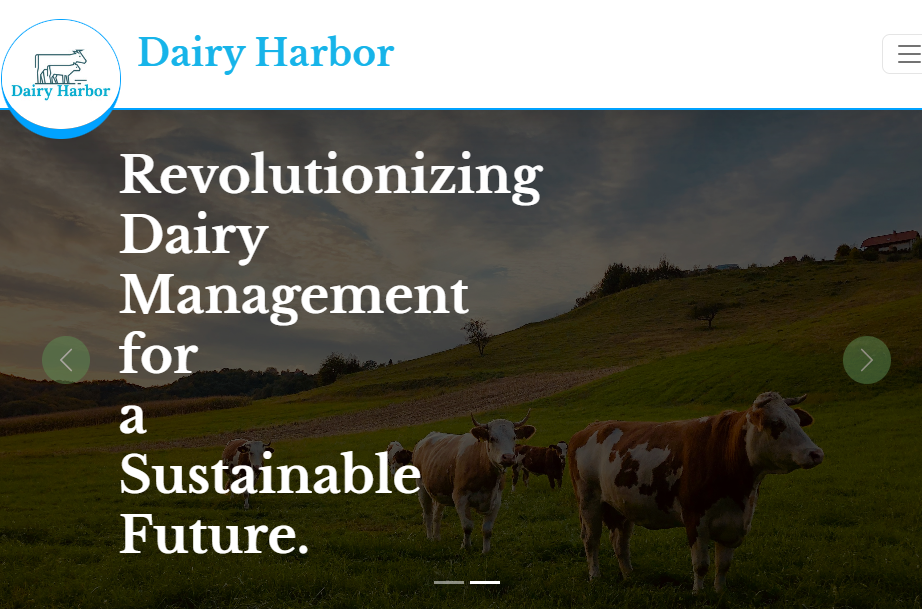 Dairy Harbor
Dairy Harbor
Revolutionizing
Dairy
Management
for
a
Sustainable
Future.